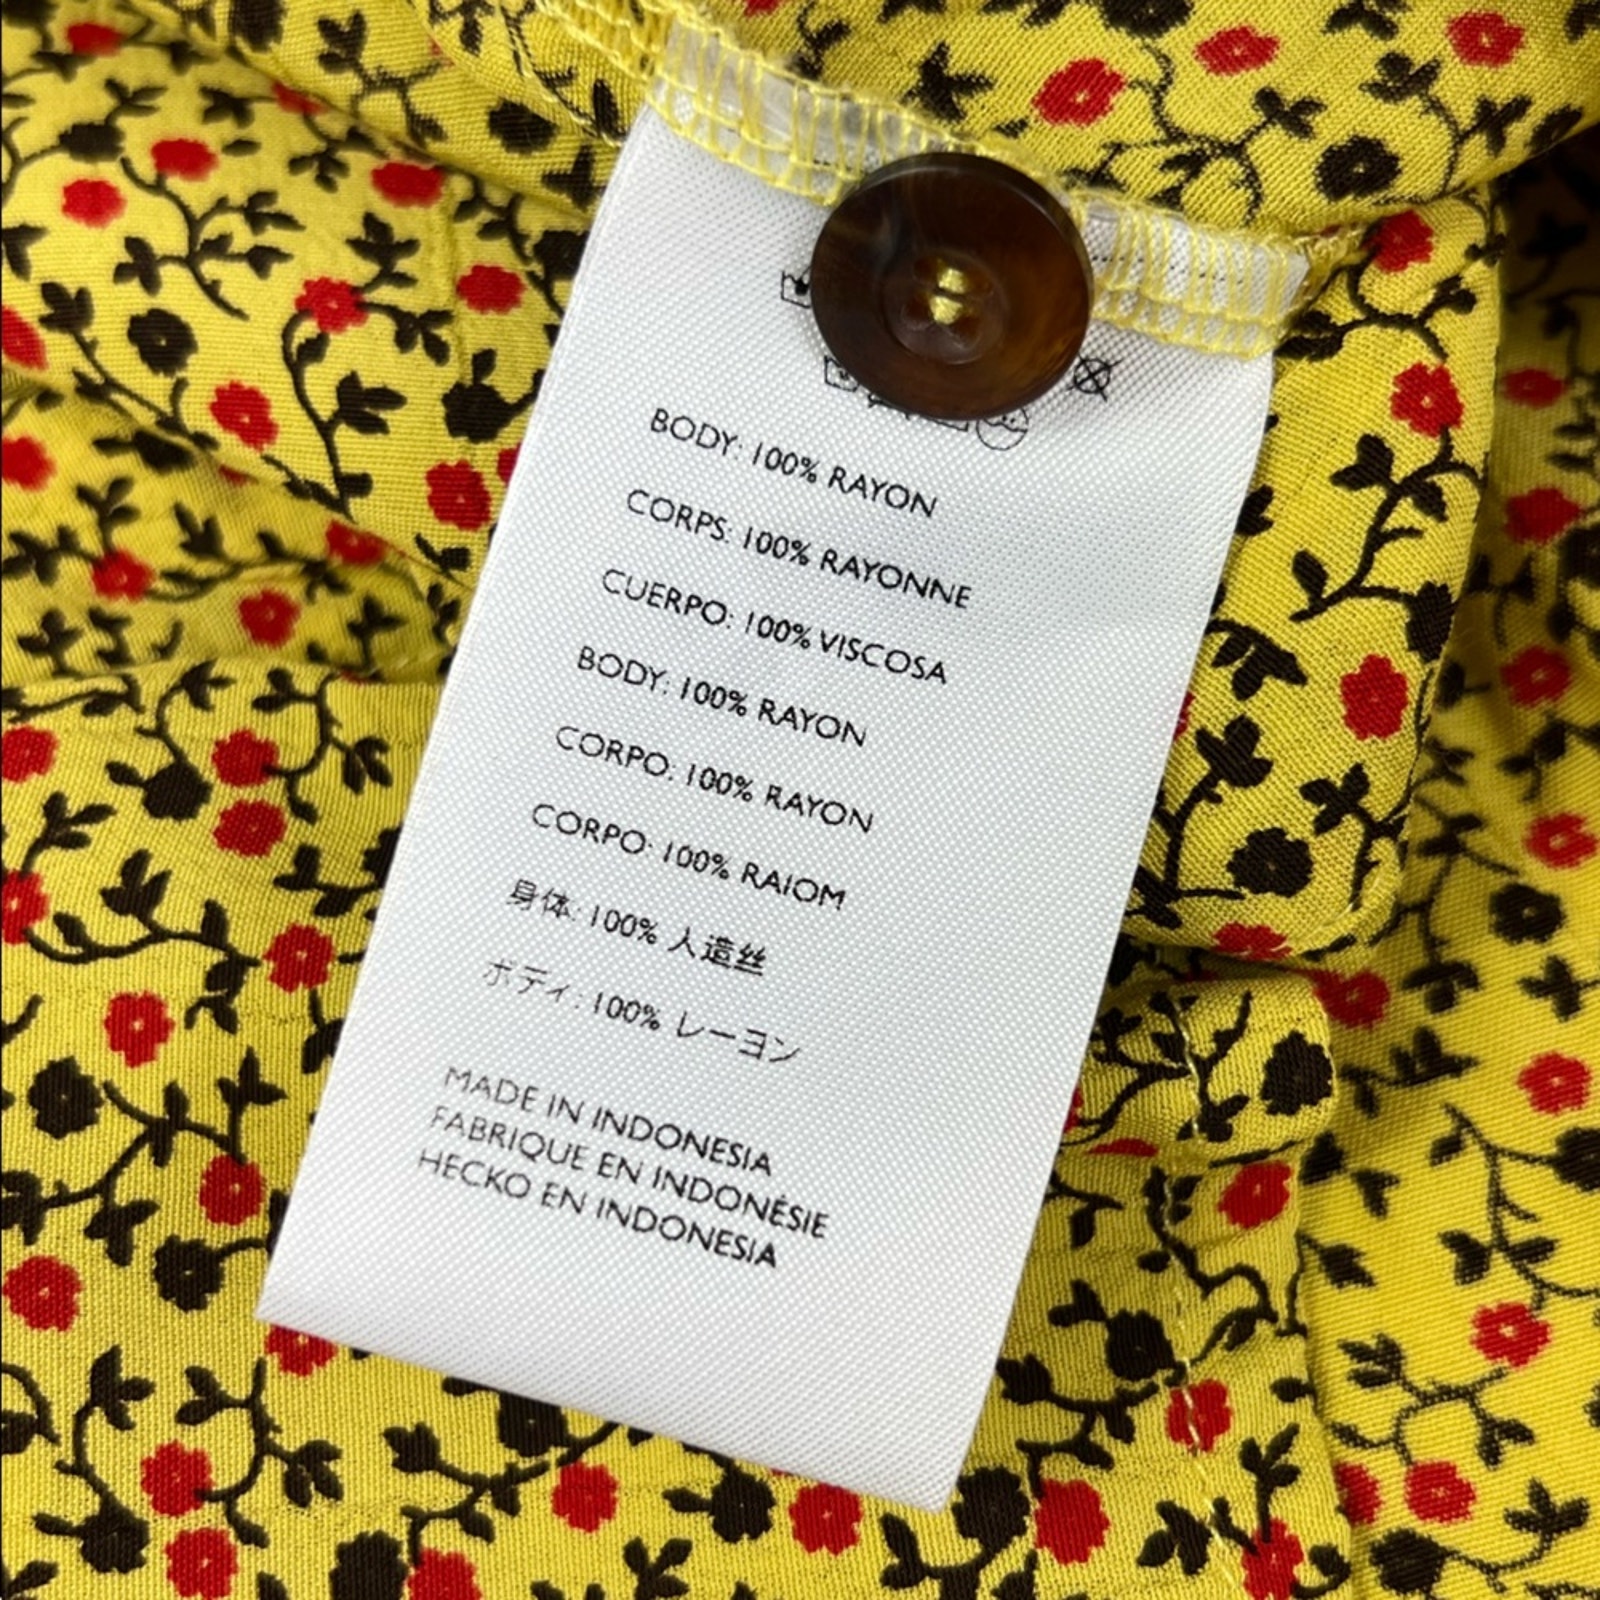 BODY: 100% RAYON
CORPS: 100% RAYONNE
CUERPO: 100% VISCOSA
BODY: 100% RAYON
CORPO: 100% RAYON
CORPO: 100% RAIOM
身体: 100% 人造丝
ボディ: 100% レーヨン
MADE IN INDONESIA
FABRIQUE EN INDONÉSIE
HECKO EN INDONESIA